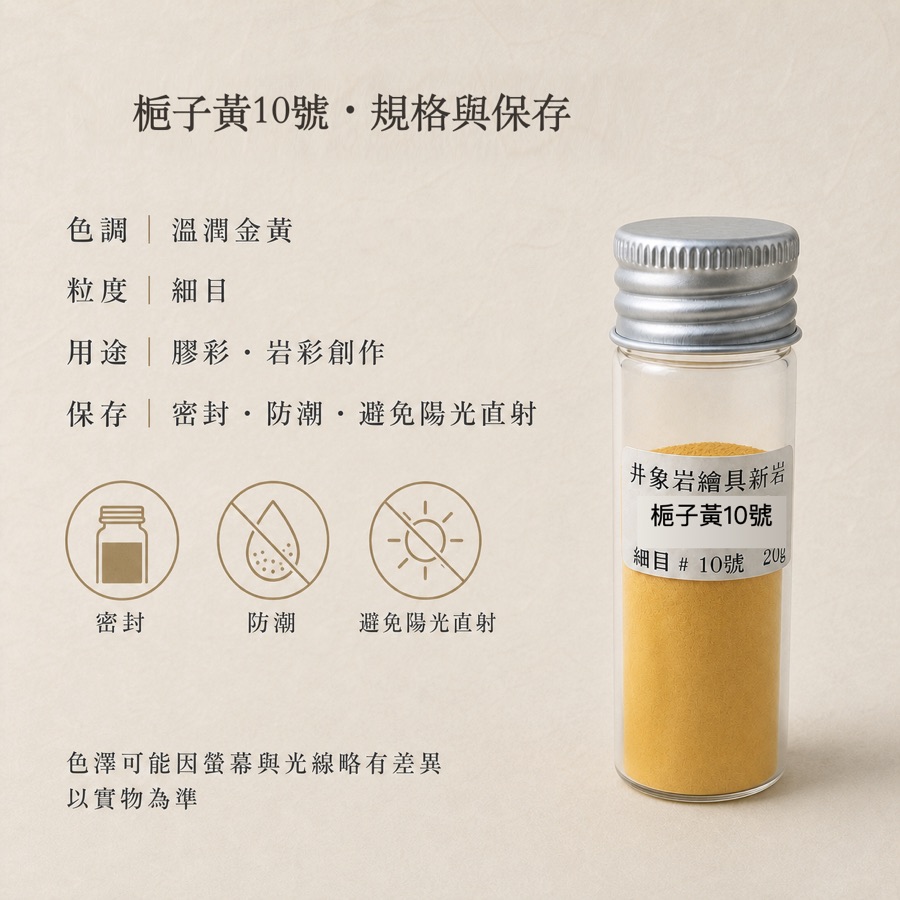 梔子黃10號・規格與保存
色調｜溫潤金黃
粒度｜細目
用途｜膠彩・岩彩創作
保存｜密封・防潮・避免陽光直射
密封
防潮
避免陽光直射
色澤可能因螢幕與光線略有差異
以實物為準
井象岩繪具新岩
梔子黃10號
細目 # 10號 20g